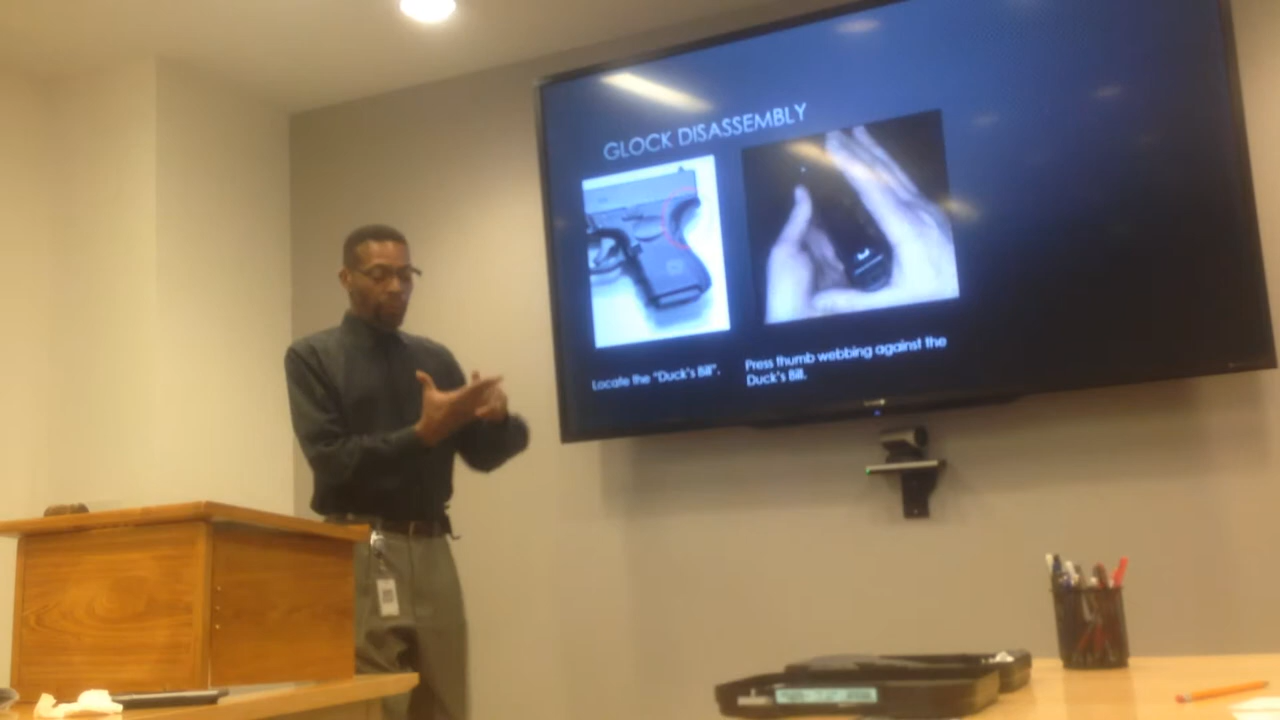 GLOCK DISASSEMBLY
Locate the "Duck's Bill".
Press thumb webbing against the
Duck's Bill.